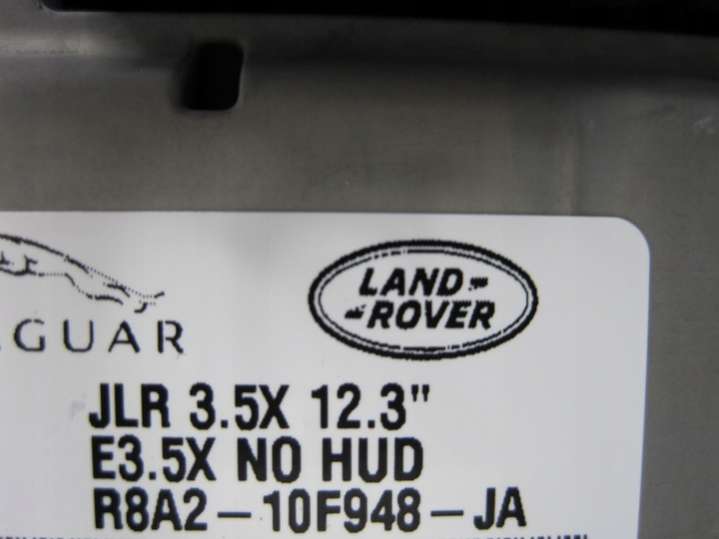 LAND
ROVER
GUAR
JLR 3.5X 12.3"
E3.5X NO HUD
R8A2-10F948-JA